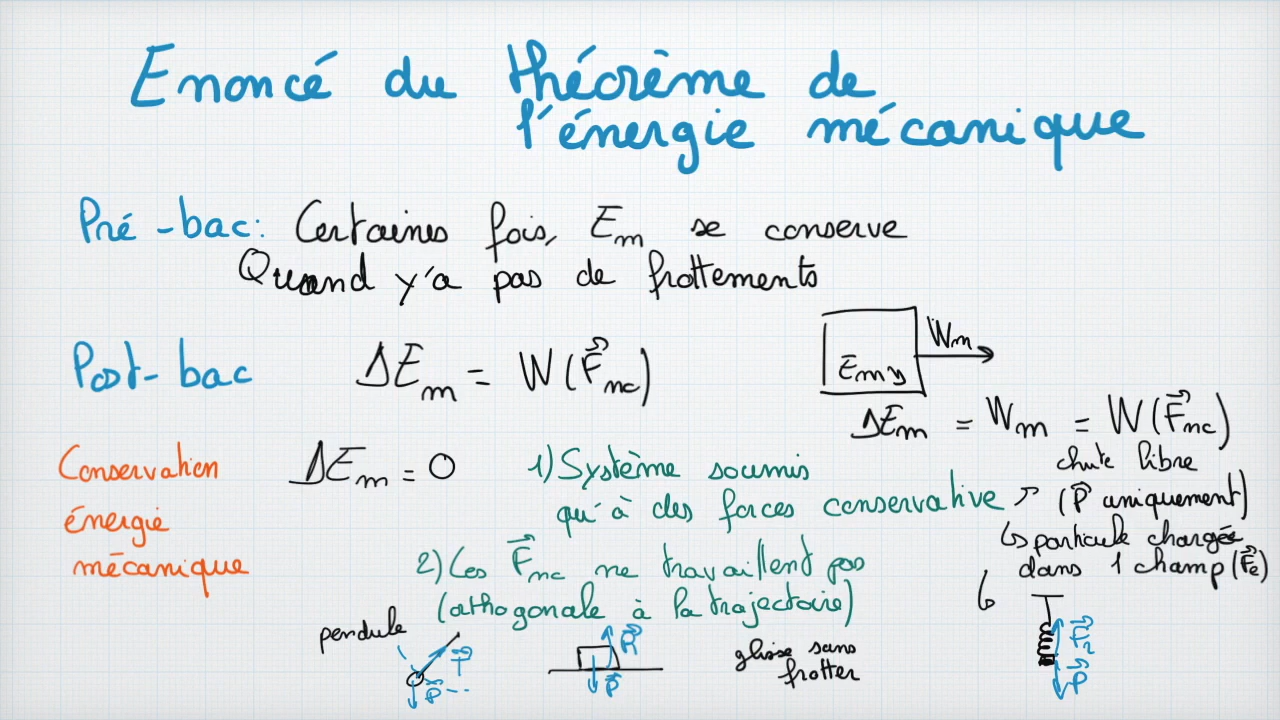 Enoncé du théorème de
l'énergie mécanique
Pré-bac: Certaines fois, Em se conserve
Quand y'a pas de frottements
Post-bac ΔEm = W(F⃗nc)
Wm
ΔEm = Wm = W(F⃗nc)
Conservation
énergie
mécanique
ΔEm = 0
1) Système soumis
qu'à des forces conservative
chute libre
(P⃗ uniquement)
particule chargée
dans 1 champ (F⃗e)
2) Les F⃗nc ne travaillent pas
(orthogonale à la trajectoire)
pendule
T⃗
P⃗
R⃗
P⃗
glisse sans
frotter
P⃗